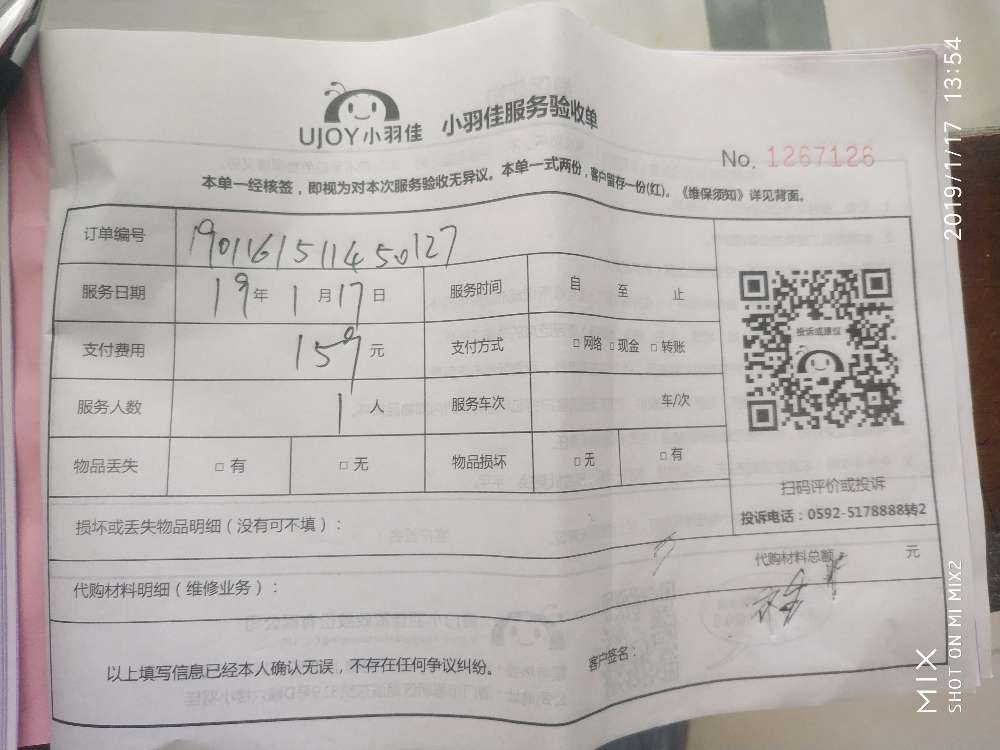 UJOY小羽佳 小羽佳服务验收单
No. 1267126
本单一经核签，即视为对本次服务验收无异议。本单一式两份，客户留存一份(红)。《维保须知》详见背面。
订单编号 190116151145 0127
服务日期 19年 1月17日 服务时间 自 至 止
支付费用 159元 支付方式 □网络 □现金 □转账
服务人数 1人 服务车次 车/次
物品丢失 □有 □无 物品损坏 □无 □有
投诉或建议
扫码评价或投诉
投诉电话：0592-5178888转2
损坏或丢失物品明细（没有可不填）：
代购材料明细（维修业务）：
代购材料总额： 元
以上填写信息已经本人确认无误，不存在任何争议纠纷。
客户签名：
2019/1/17 13:54
MIX
SHOT ON MI MIX2